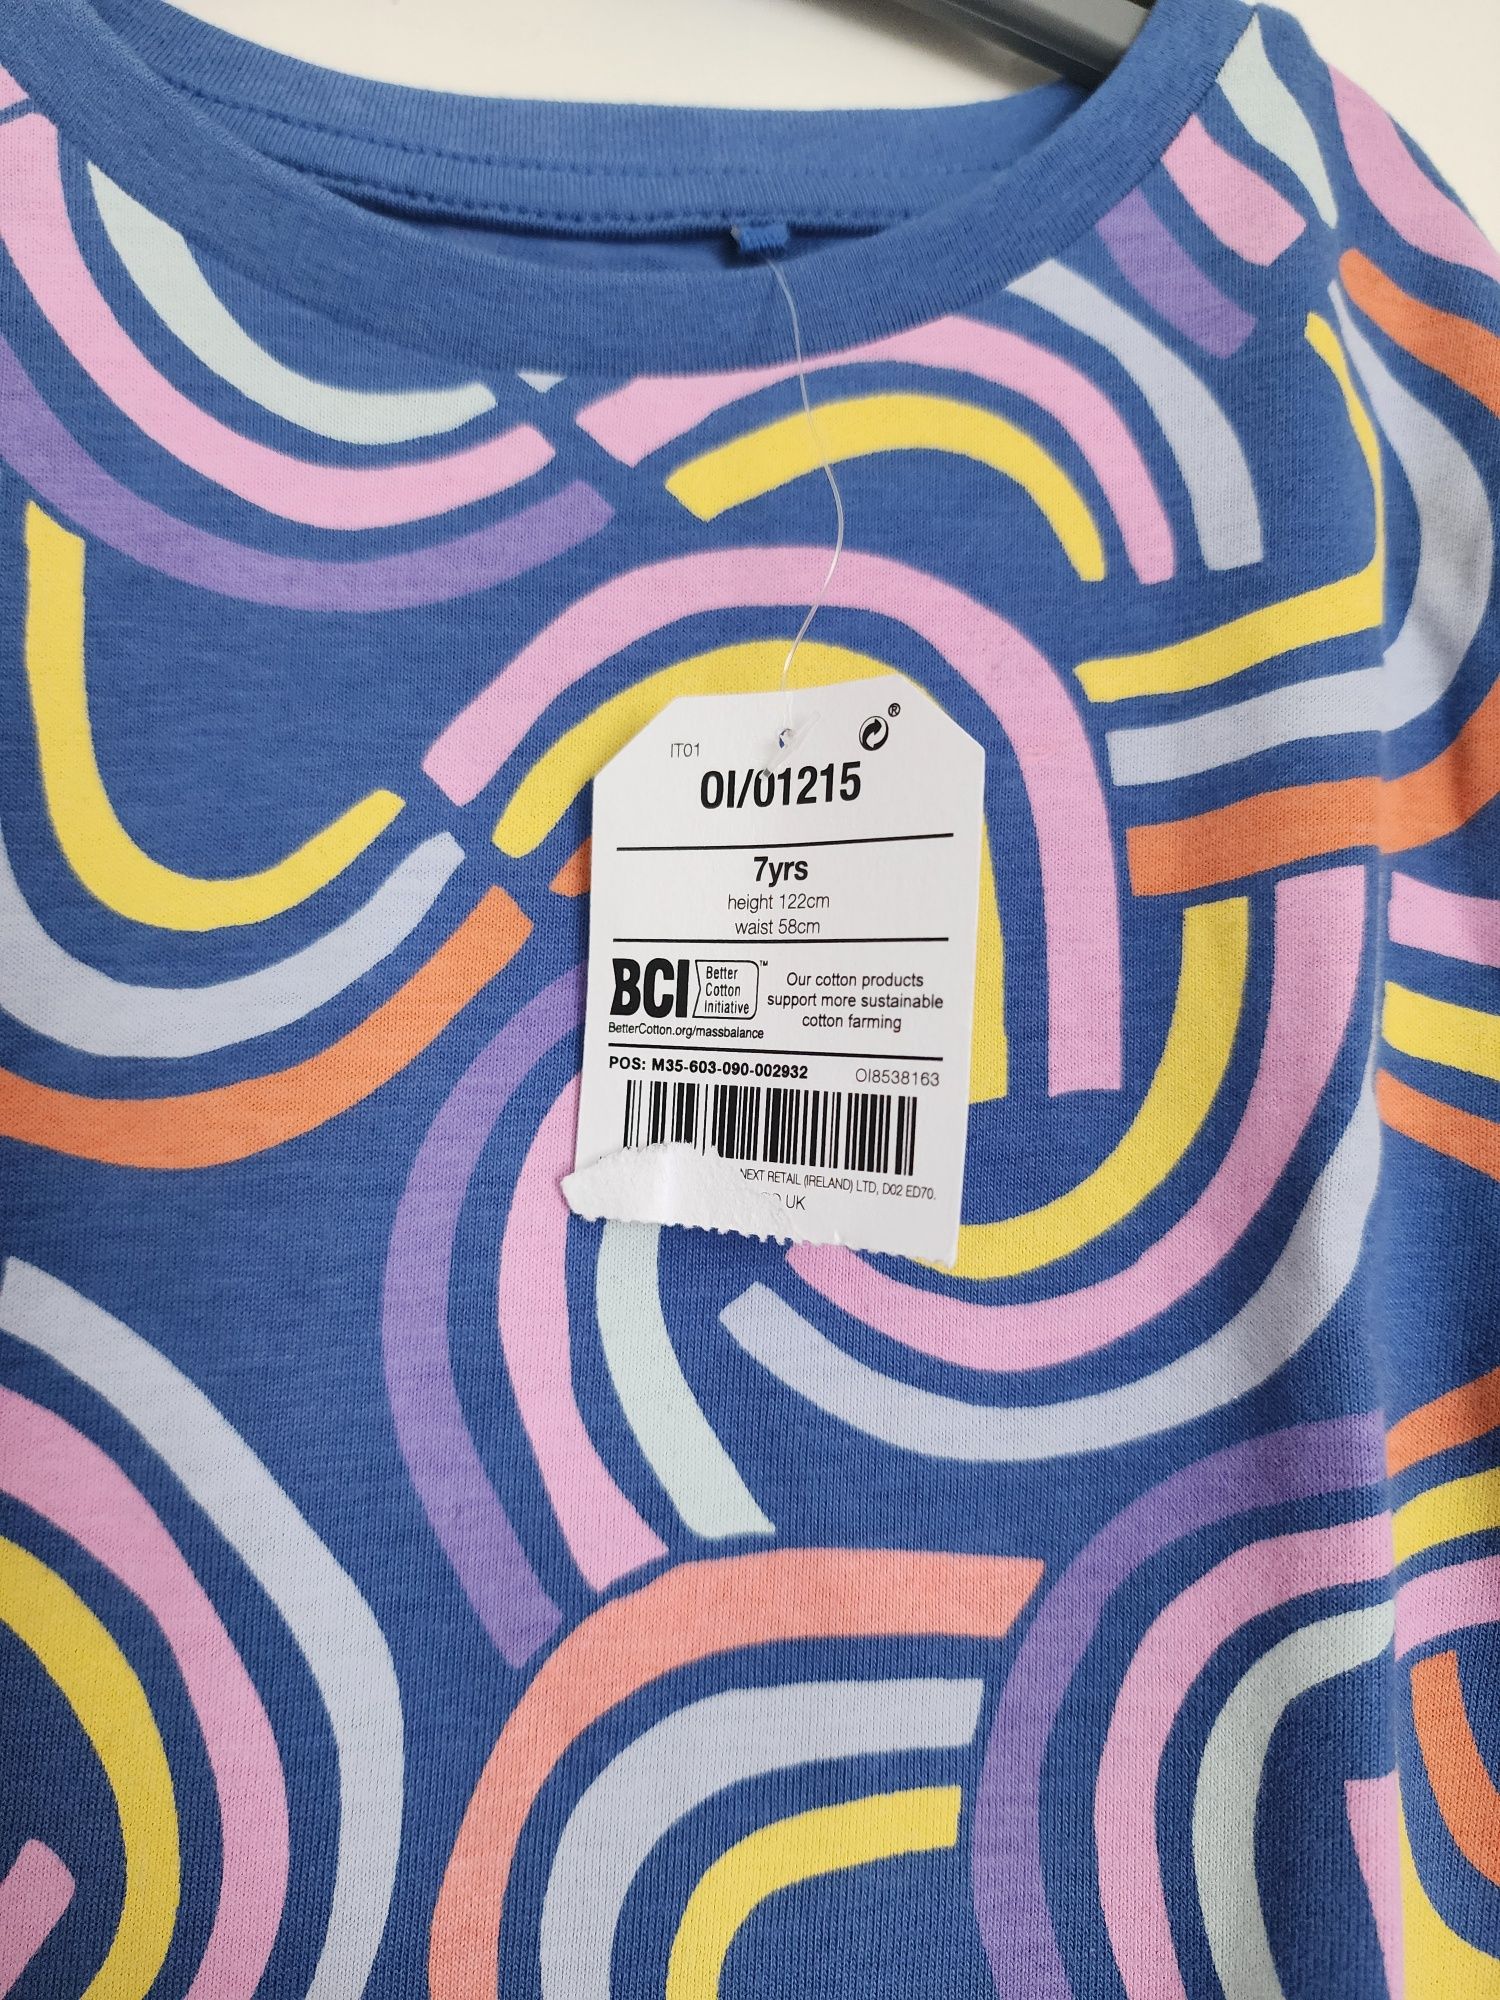 ®
IT01
OI/01215
7yrs
height 122cm
waist 58cm
BCI Better Cotton Initiative ™
Our cotton products
support more sustainable
cotton farming
BetterCotton.org/massbalance
POS: M35-603-090-002932 OI8538163
NEXT RETAIL (IRELAND) LTD, D02 ED70.
UK